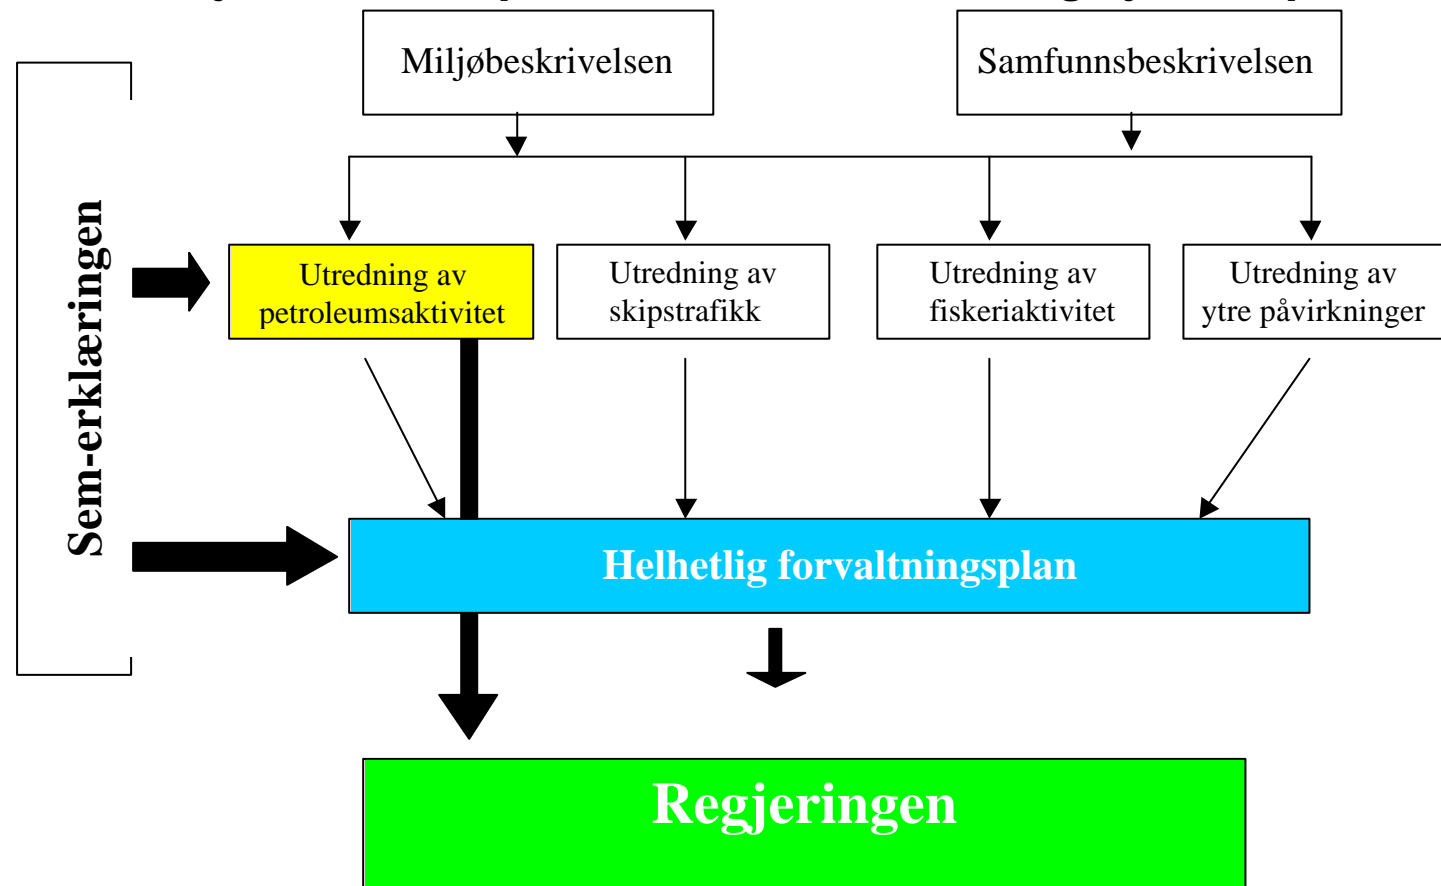 Miljøbeskrivelsen
Samfunnsbeskrivelsen
Sem-erklæringen
Utredning av
petroleumsaktivitet
Utredning av
skipstrafikk
Utredning av
fiskeriaktivitet
Utredning av
ytre påvirkninger
Helhetlig forvaltningsplan
Regjeringen